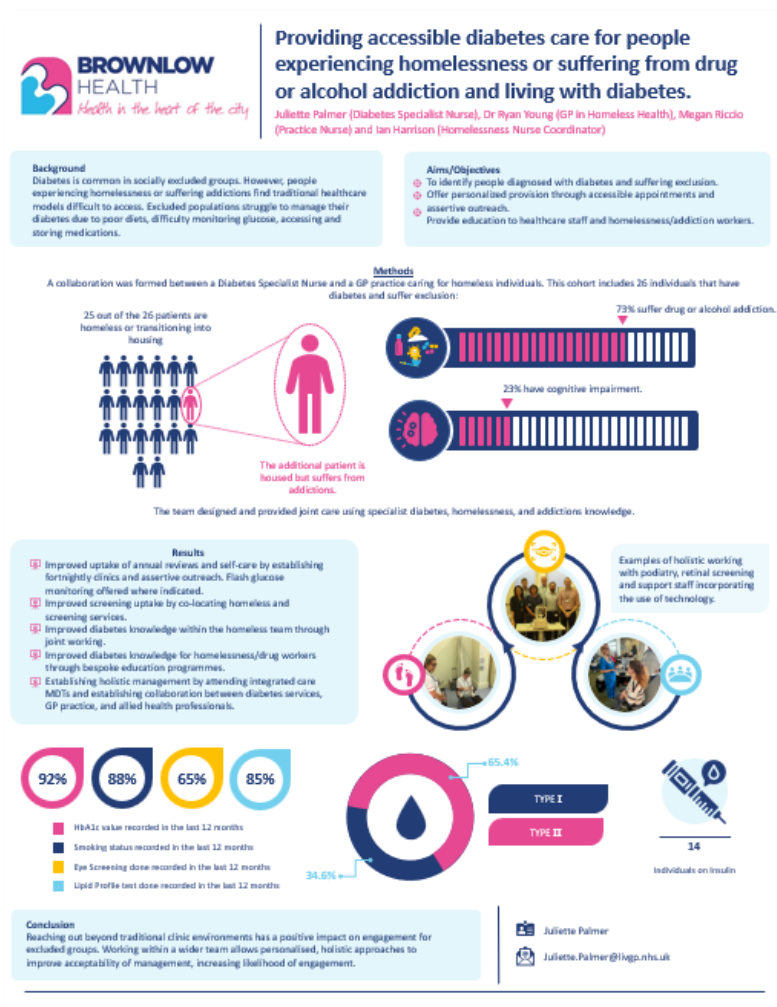 BROWNLOW
HEALTH
Health in the heart of the city
Providing accessible diabetes care for people
experiencing homelessness or suffering from drug
or alcohol addiction and living with diabetes.
Juliette Palmer (Diabetes Specialist Nurse), Dr Ryan Young (GP in Homeless Health), Megan Riccio
(Practice Nurse) and Ian Harrison (Homelessness Nurse Coordinator)
Background
Diabetes is common in socially excluded groups. However, people
experiencing homelessness or suffering addictions find traditional healthcare
models difficult to access. Excluded populations struggle to manage their
diabetes due to poor diets, difficulty monitoring glucose, accessing and
storing medications.
Aims/Objectives
To identify people diagnosed with diabetes and suffering exclusion.
Offer personalized provision through accessible appointments and
assertive outreach.
Provide education to healthcare staff and homelessness/addiction workers.
Methods
A collaboration was formed between a Diabetes Specialist Nurse and a GP practice caring for homeless individuals. This cohort includes 26 individuals that have
diabetes and suffer exclusion:
25 out of the 26 patients are
homeless or transitioning into
housing
The additional patient is
housed but suffers from
addictions.
73% suffer drug or alcohol addiction.
23% have cognitive impairment.
The team designed and provided joint care using specialist diabetes, homelessness, and addictions knowledge.
Results
Improved uptake of annual reviews and self-care by establishing
fortnightly clinics and assertive outreach. Flash glucose
monitoring offered where indicated.
Improved screening uptake by co-locating homeless and
screening services.
Improved diabetes knowledge within the homeless team through
joint working.
Improved diabetes knowledge for homelessness/drug workers
through bespoke education programmes.
Establishing holistic management by attending integrated care
MDTs and establishing collaboration between diabetes services,
GP practice, and allied health professionals.
Examples of holistic working
with podiatry, retinal screening
and support staff incorporating
the use of technology.
92%
88%
65%
85%
HbA1c value recorded in the last 12 months
Smoking status recorded in the last 12 months
Eye Screening done recorded in the last 12 months
Lipid Profile test done recorded in the last 12 months
65.4%
34.6%
TYPE I
TYPE II
14
Individuals on Insulin
Conclusion
Reaching out beyond traditional clinic environments has a positive impact on engagement for
excluded groups. Working within a wider team allows personalised, holistic approaches to
improve acceptability of management, increasing likelihood of engagement.
Juliette Palmer
Juliette.Palmer@livgp.nhs.uk